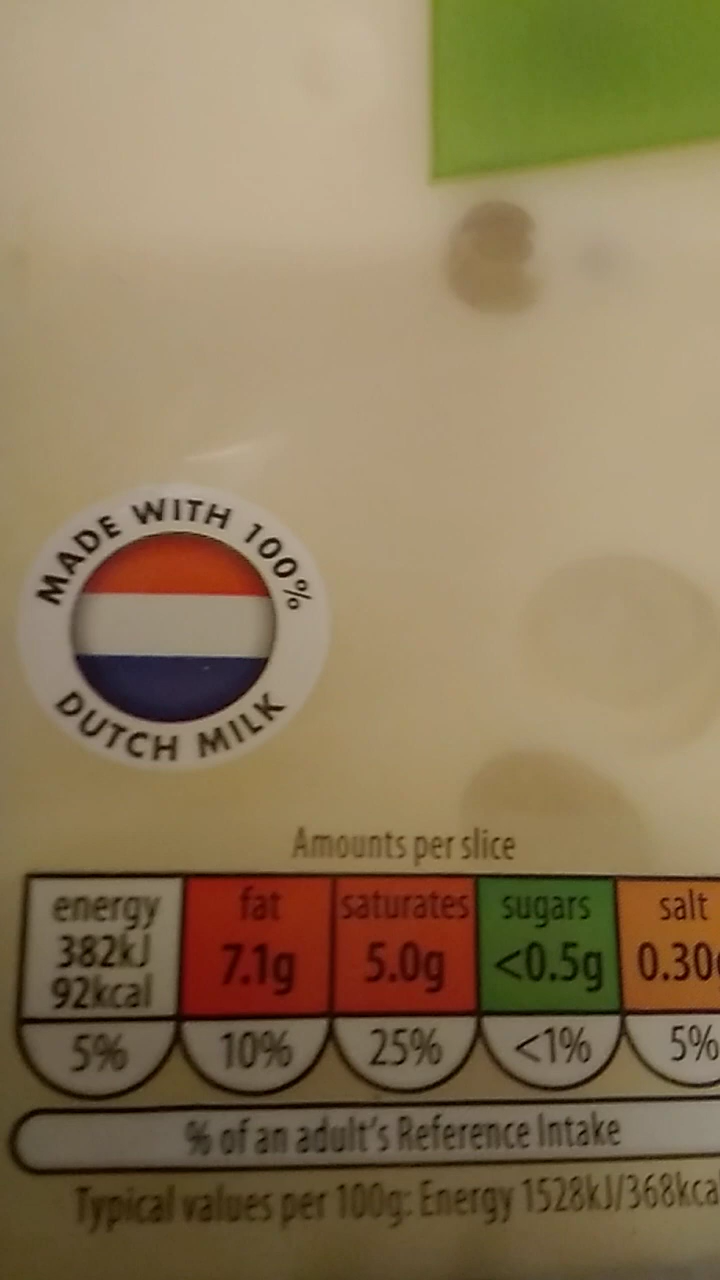 MADE WITH 100%
DUTCH MILK
Amounts per slice
energy fat saturates sugars salt
382kJ 7.1g 5.0g <0.5g 0.30
92kcal
5% 10% 25% <1% 5%
% of an adult's Reference Intake
Typical values per 100g: Energy 1528kJ/368kcal